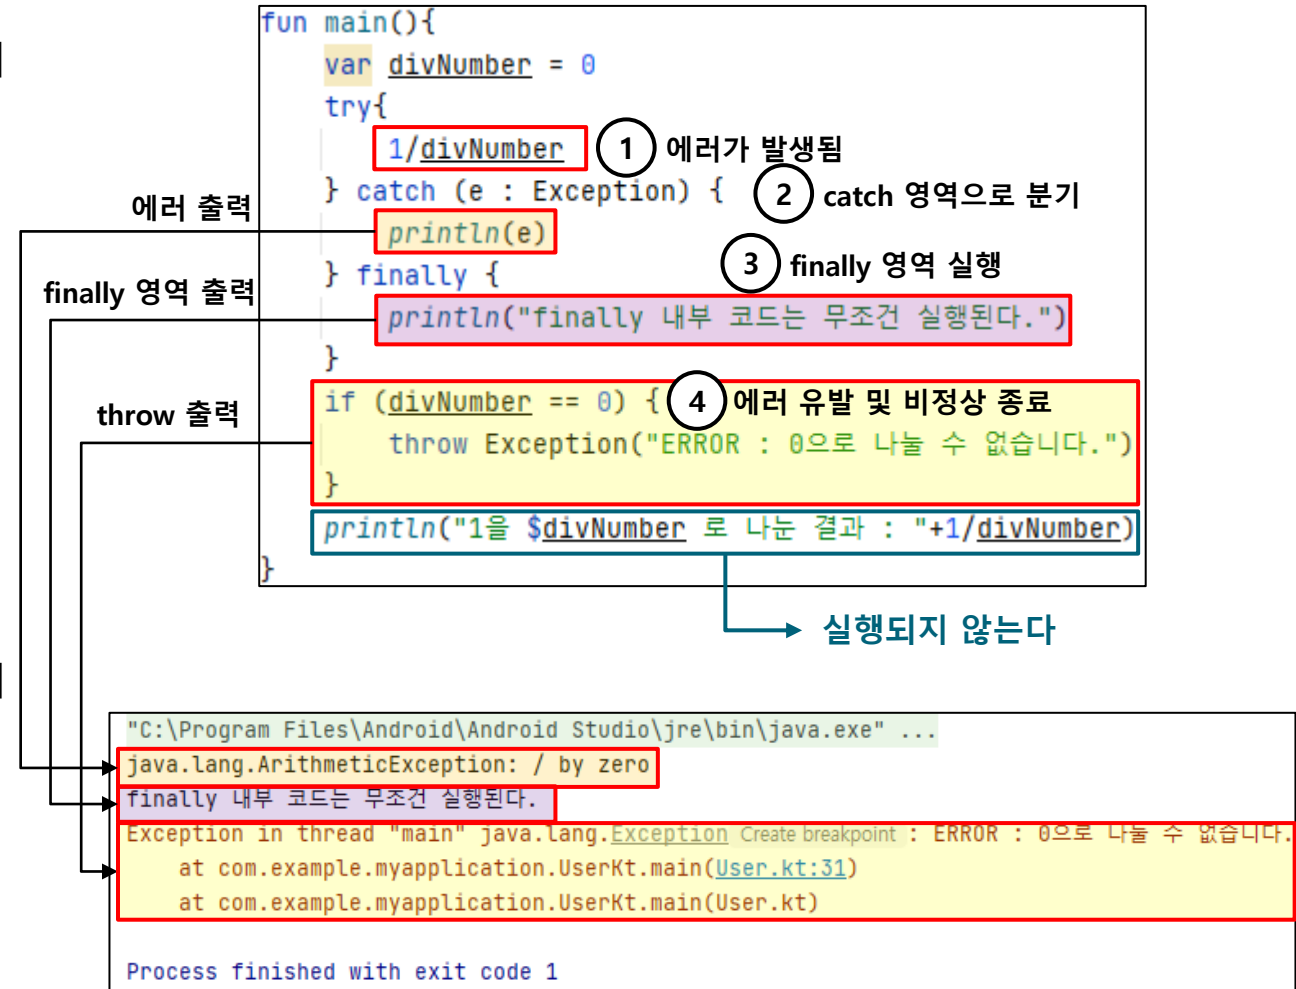 fun main(){
var divNumber = 0
try{
1/divNumber
1 에러가 발생됨
} catch (e : Exception) {
2 catch 영역으로 분기
에러 출력
println(e)
3 finally 영역 실행
} finally {
finally 영역 출력
println("finally 내부 코드는 무조건 실행된다.")
}
if (divNumber == 0) {
4 에러 유발 및 비정상 종료
throw 출력
throw Exception("ERROR : 0으로 나눌 수 없습니다.")
}
println("1을 $divNumber 로 나눈 결과 : "+1/divNumber)
}
실행되지 않는다
"C:\Program Files\Android\Android Studio\jre\bin\java.exe" ...
java.lang.ArithmeticException: / by zero
finally 내부 코드는 무조건 실행된다.
Exception in thread "main" java.lang.Exception Create breakpoint : ERROR : 0으로 나눌 수 없습니다.
at com.example.myapplication.UserKt.main(User.kt:31)
at com.example.myapplication.UserKt.main(User.kt)
Process finished with exit code 1